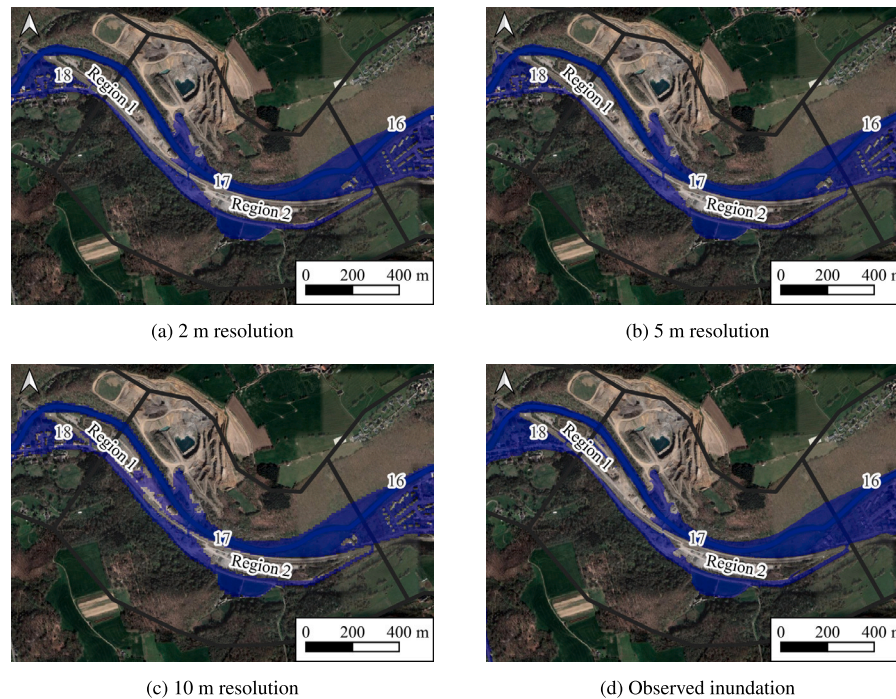 18
Region 1
16
17
Region 2
0 200 400 m
(a) 2 m resolution
18
Region 1
16
17
Region 2
0 200 400 m
(b) 5 m resolution
18
Region 1
16
17
Region 2
0 200 400 m
(c) 10 m resolution
18
Region 1
16
17
Region 2
0 200 400 m
(d) Observed inundation